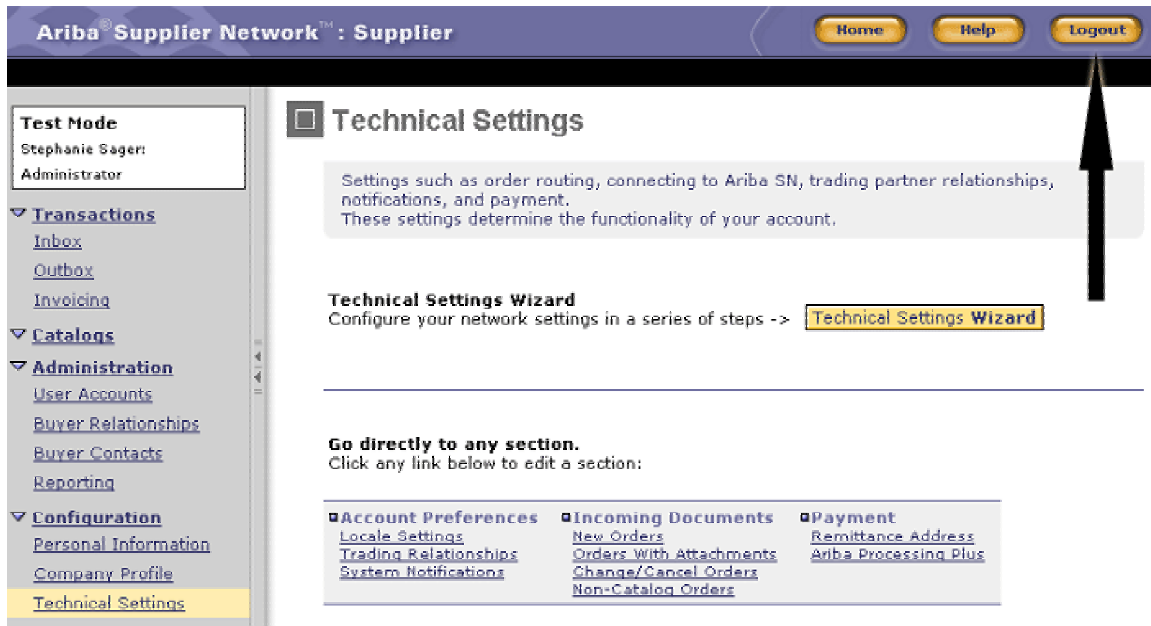 Ariba®Supplier Network™: Supplier
Home
Help
Logout
Test Mode
Stephanie Sager:
Administrator
Transactions
Inbox
Outbox
Invoicing
Catalogs
Administration
User Accounts
Buyer Relationships
Buyer Contacts
Reporting
Configuration
Personal Information
Company Profile
Technical Settings
Technical Settings
Settings such as order routing, connecting to Ariba SN, trading partner relationships,
notifications, and payment.
These settings determine the functionality of your account.
Technical Settings Wizard
Configure your network settings in a series of steps -> Technical Settings Wizard
Go directly to any section.
Click any link below to edit a section:
Account Preferences
Locale Settings
Trading Relationships
System Notifications
Incoming Documents
New Orders
Orders With Attachments
Change/Cancel Orders
Non-Catalog Orders
Payment
Remittance Address
Ariba Processing Plus